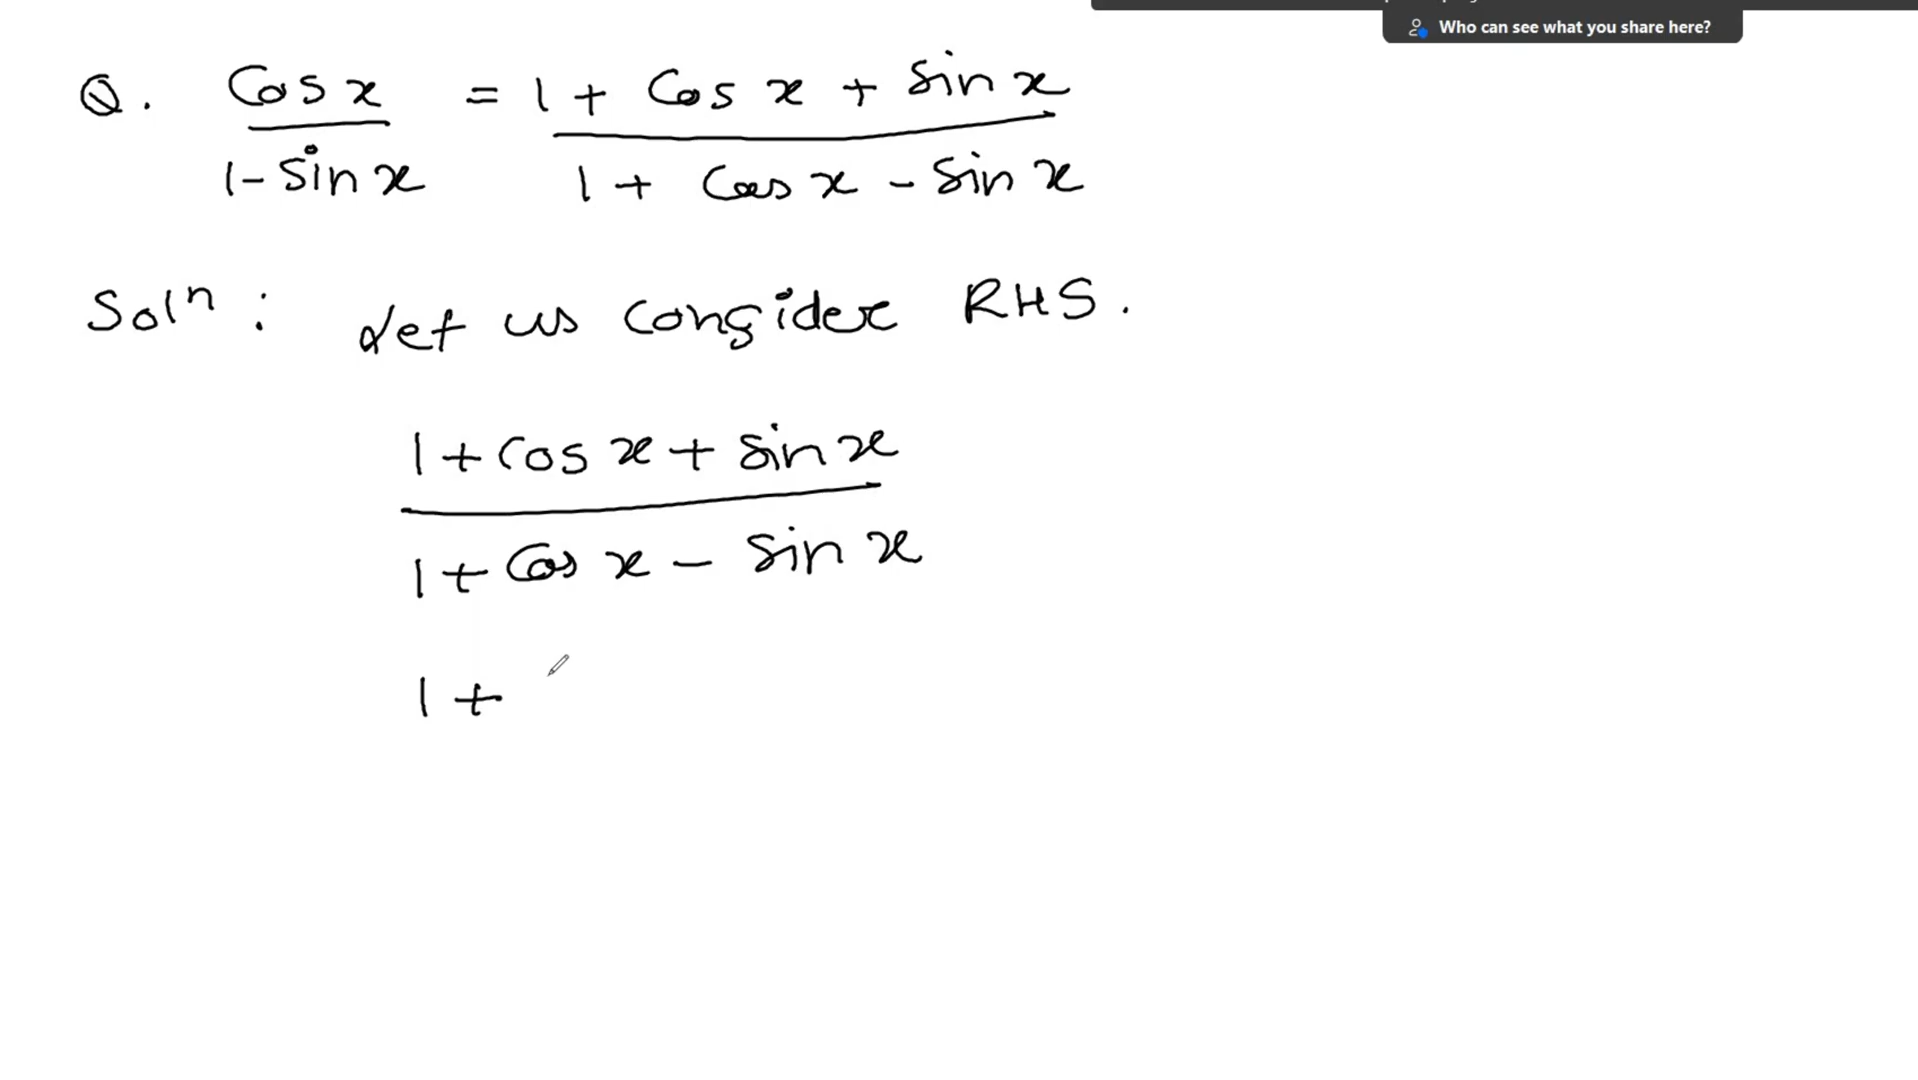 Who can see what you share here?
Q. Cos x = 1 + Cos x + sin x
1 - sin x 1 + Cos x - sin x
Solⁿ : Let us consider RHS.
1 + Cos x + sin x
1 + Cos x - sin x
1 +